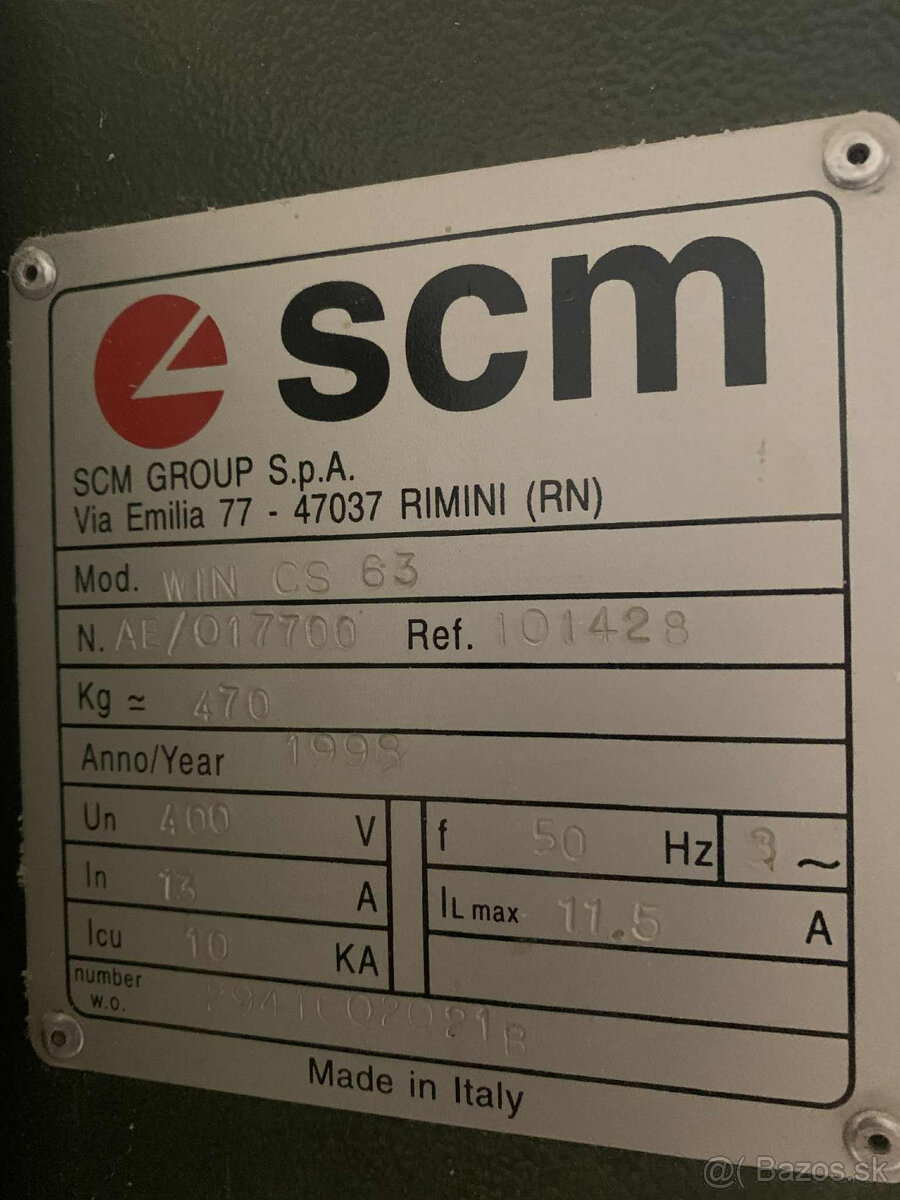 scm
SCM GROUP S.p.A.
Via Emilia 77 - 47037 RIMINI (RN)
Mod. WIN CS 63
N. AE/017700 Ref. 101428
Kg ≃ 470
Anno/Year 1998
Un 400 V f 50 Hz 3 ~
In 13 A IL max 11.5 A
Icu 10 KA
number
w.o.
Made in Italy
@( Bazos.sk